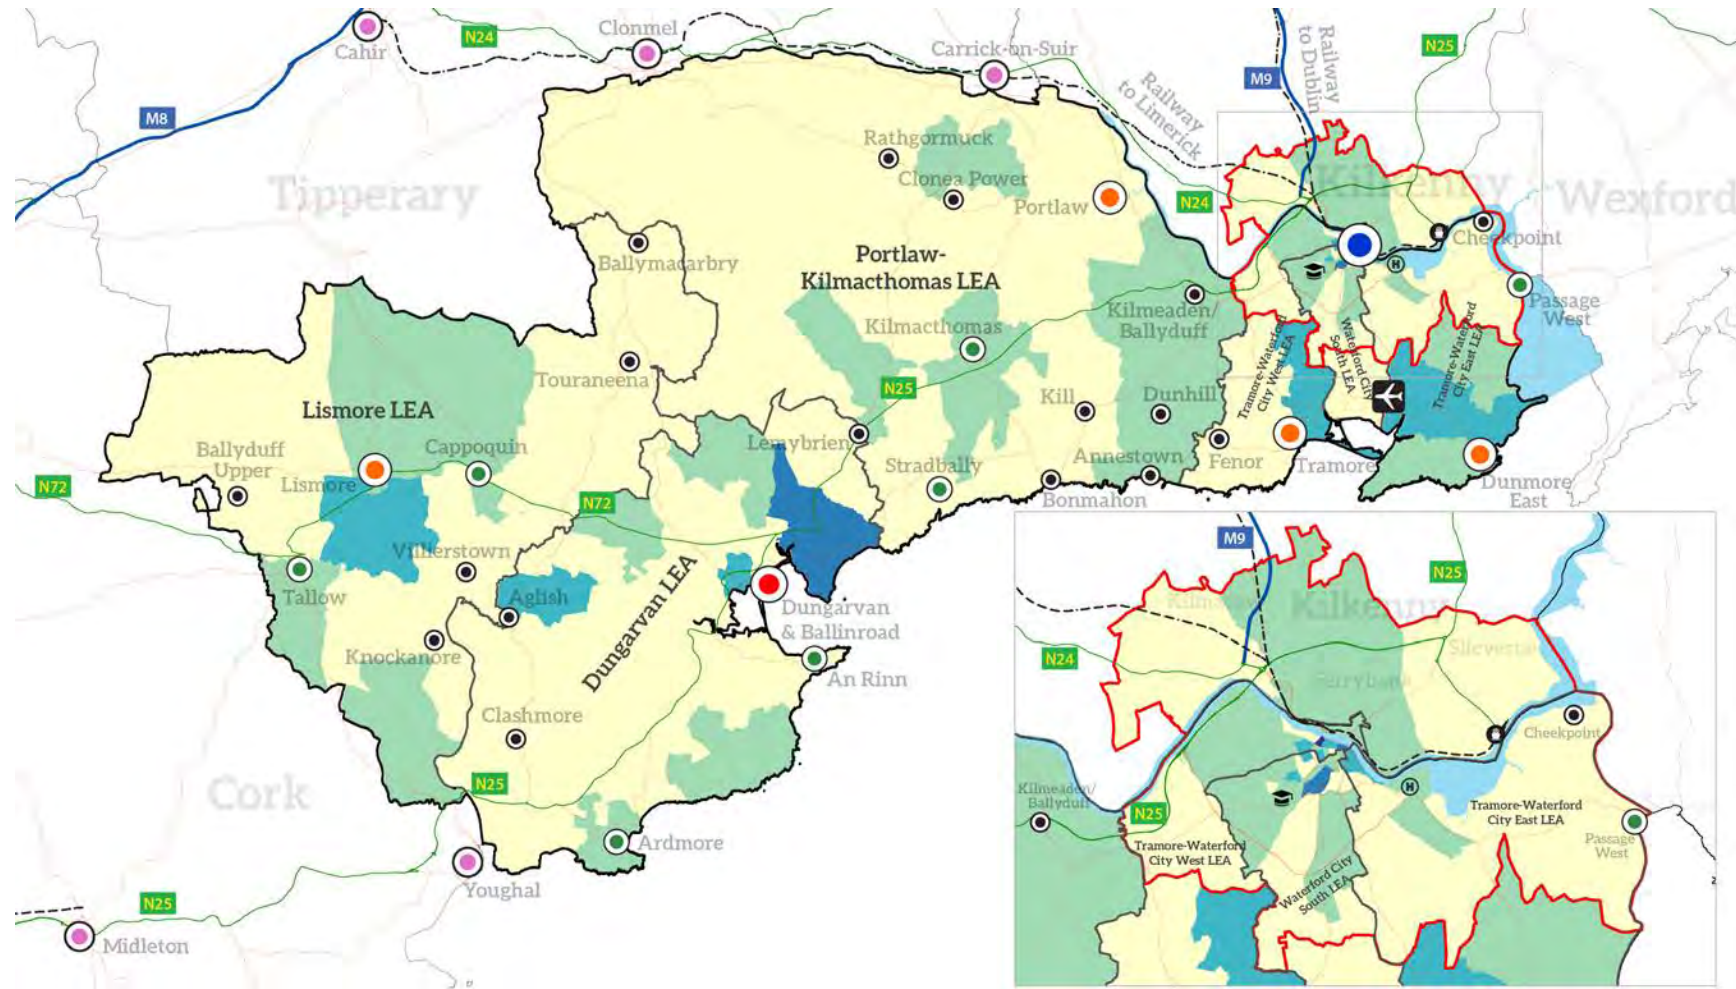 Cahir
N24
Clonmel
Carrick-on-Suir
Railway
to Limerick
M9
Railway
to Dublin
N25
M8
Tipperary
Rathgormuck
Clonea Power
Portlaw
N24
Kilkenny
Wexford
Cheekpoint
Ballymacarbry
Portlaw-
Kilmacthomas LEA
Kilmeaden/
Ballyduff
Passage
West
Kilmacthomas
Touraneena
N25
Tramore-Waterford
City West LEA
Waterford City
South LEA
Tramore-Waterford
City East LEA
Lismore LEA
Kill
Dunhill
Ballyduff
Upper
Cappoquin
Lemybrien
Lismore
Stradbally
Annestown
Fenor
Tramore
Dunmore
East
Bonmahon
N72
N72
Villierstown
Tallow
Aglish
Dungarvan LEA
Dungarvan
& Ballinroad
Knockanore
An Rinn
Clashmore
N25
Cork
Ardmore
Youghal
N25
Midleton
M9
N25
Kilkenny
N24
Slieverue
Ferrybank
Cheekpoint
H
H
Kilmeaden/
Ballyduff
N25
Tramore-Waterford
City West LEA
Waterford City
South LEA
Tramore-Waterford
City East LEA
Passage
West